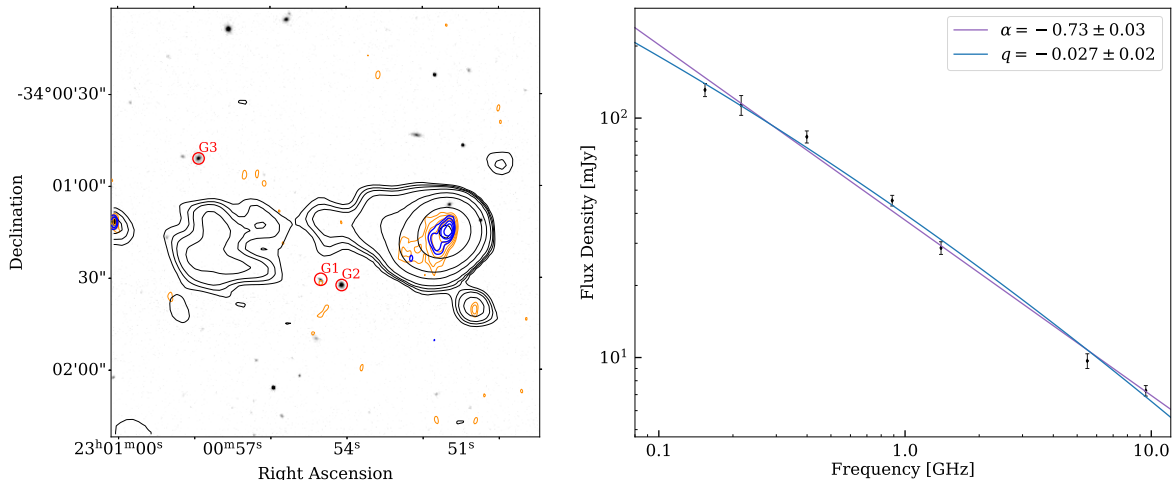 -34°00'30"
01'00"
30"
02'00"
23ʰ01ᵐ00ˢ
00ᵐ57ˢ
54ˢ
51ˢ
Declination
Right Ascension
G3
G1
G2
α = −0.73 ± 0.03
q = −0.027 ± 0.02
10²
10¹
0.1
1.0
10.0
Flux Density [mJy]
Frequency [GHz]